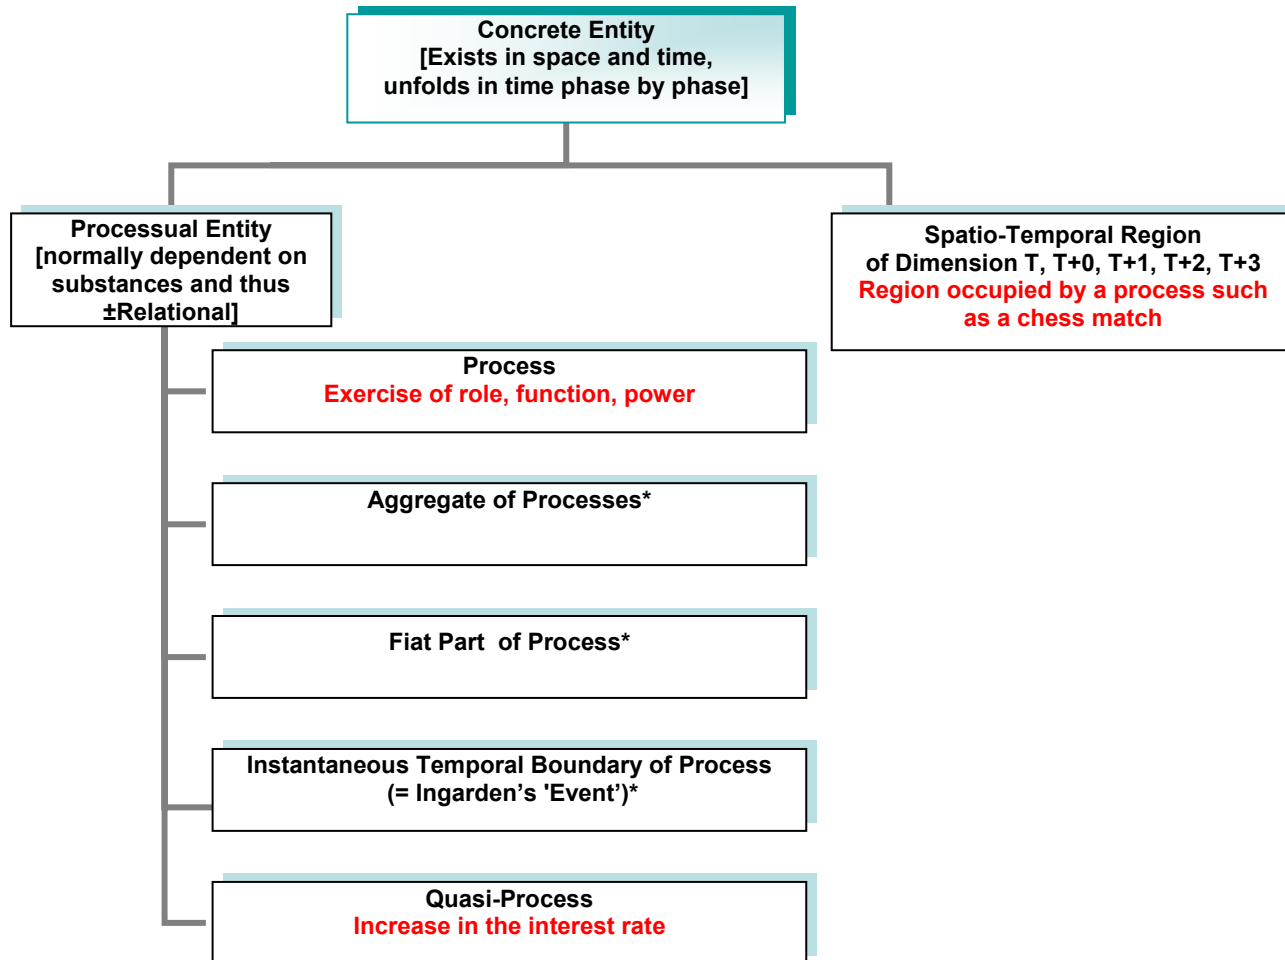 Concrete Entity
[Exists in space and time,
unfolds in time phase by phase]
Processual Entity
[normally dependent on
substances and thus
±Relational]
Spatio-Temporal Region
of Dimension T, T+0, T+1, T+2, T+3
Region occupied by a process such
as a chess match
Process
Exercise of role, function, power
Aggregate of Processes*
Fiat Part  of Process*
Instantaneous Temporal Boundary of Process
(= Ingarden’s 'Event’)*
Quasi-Process
Increase in the interest rate